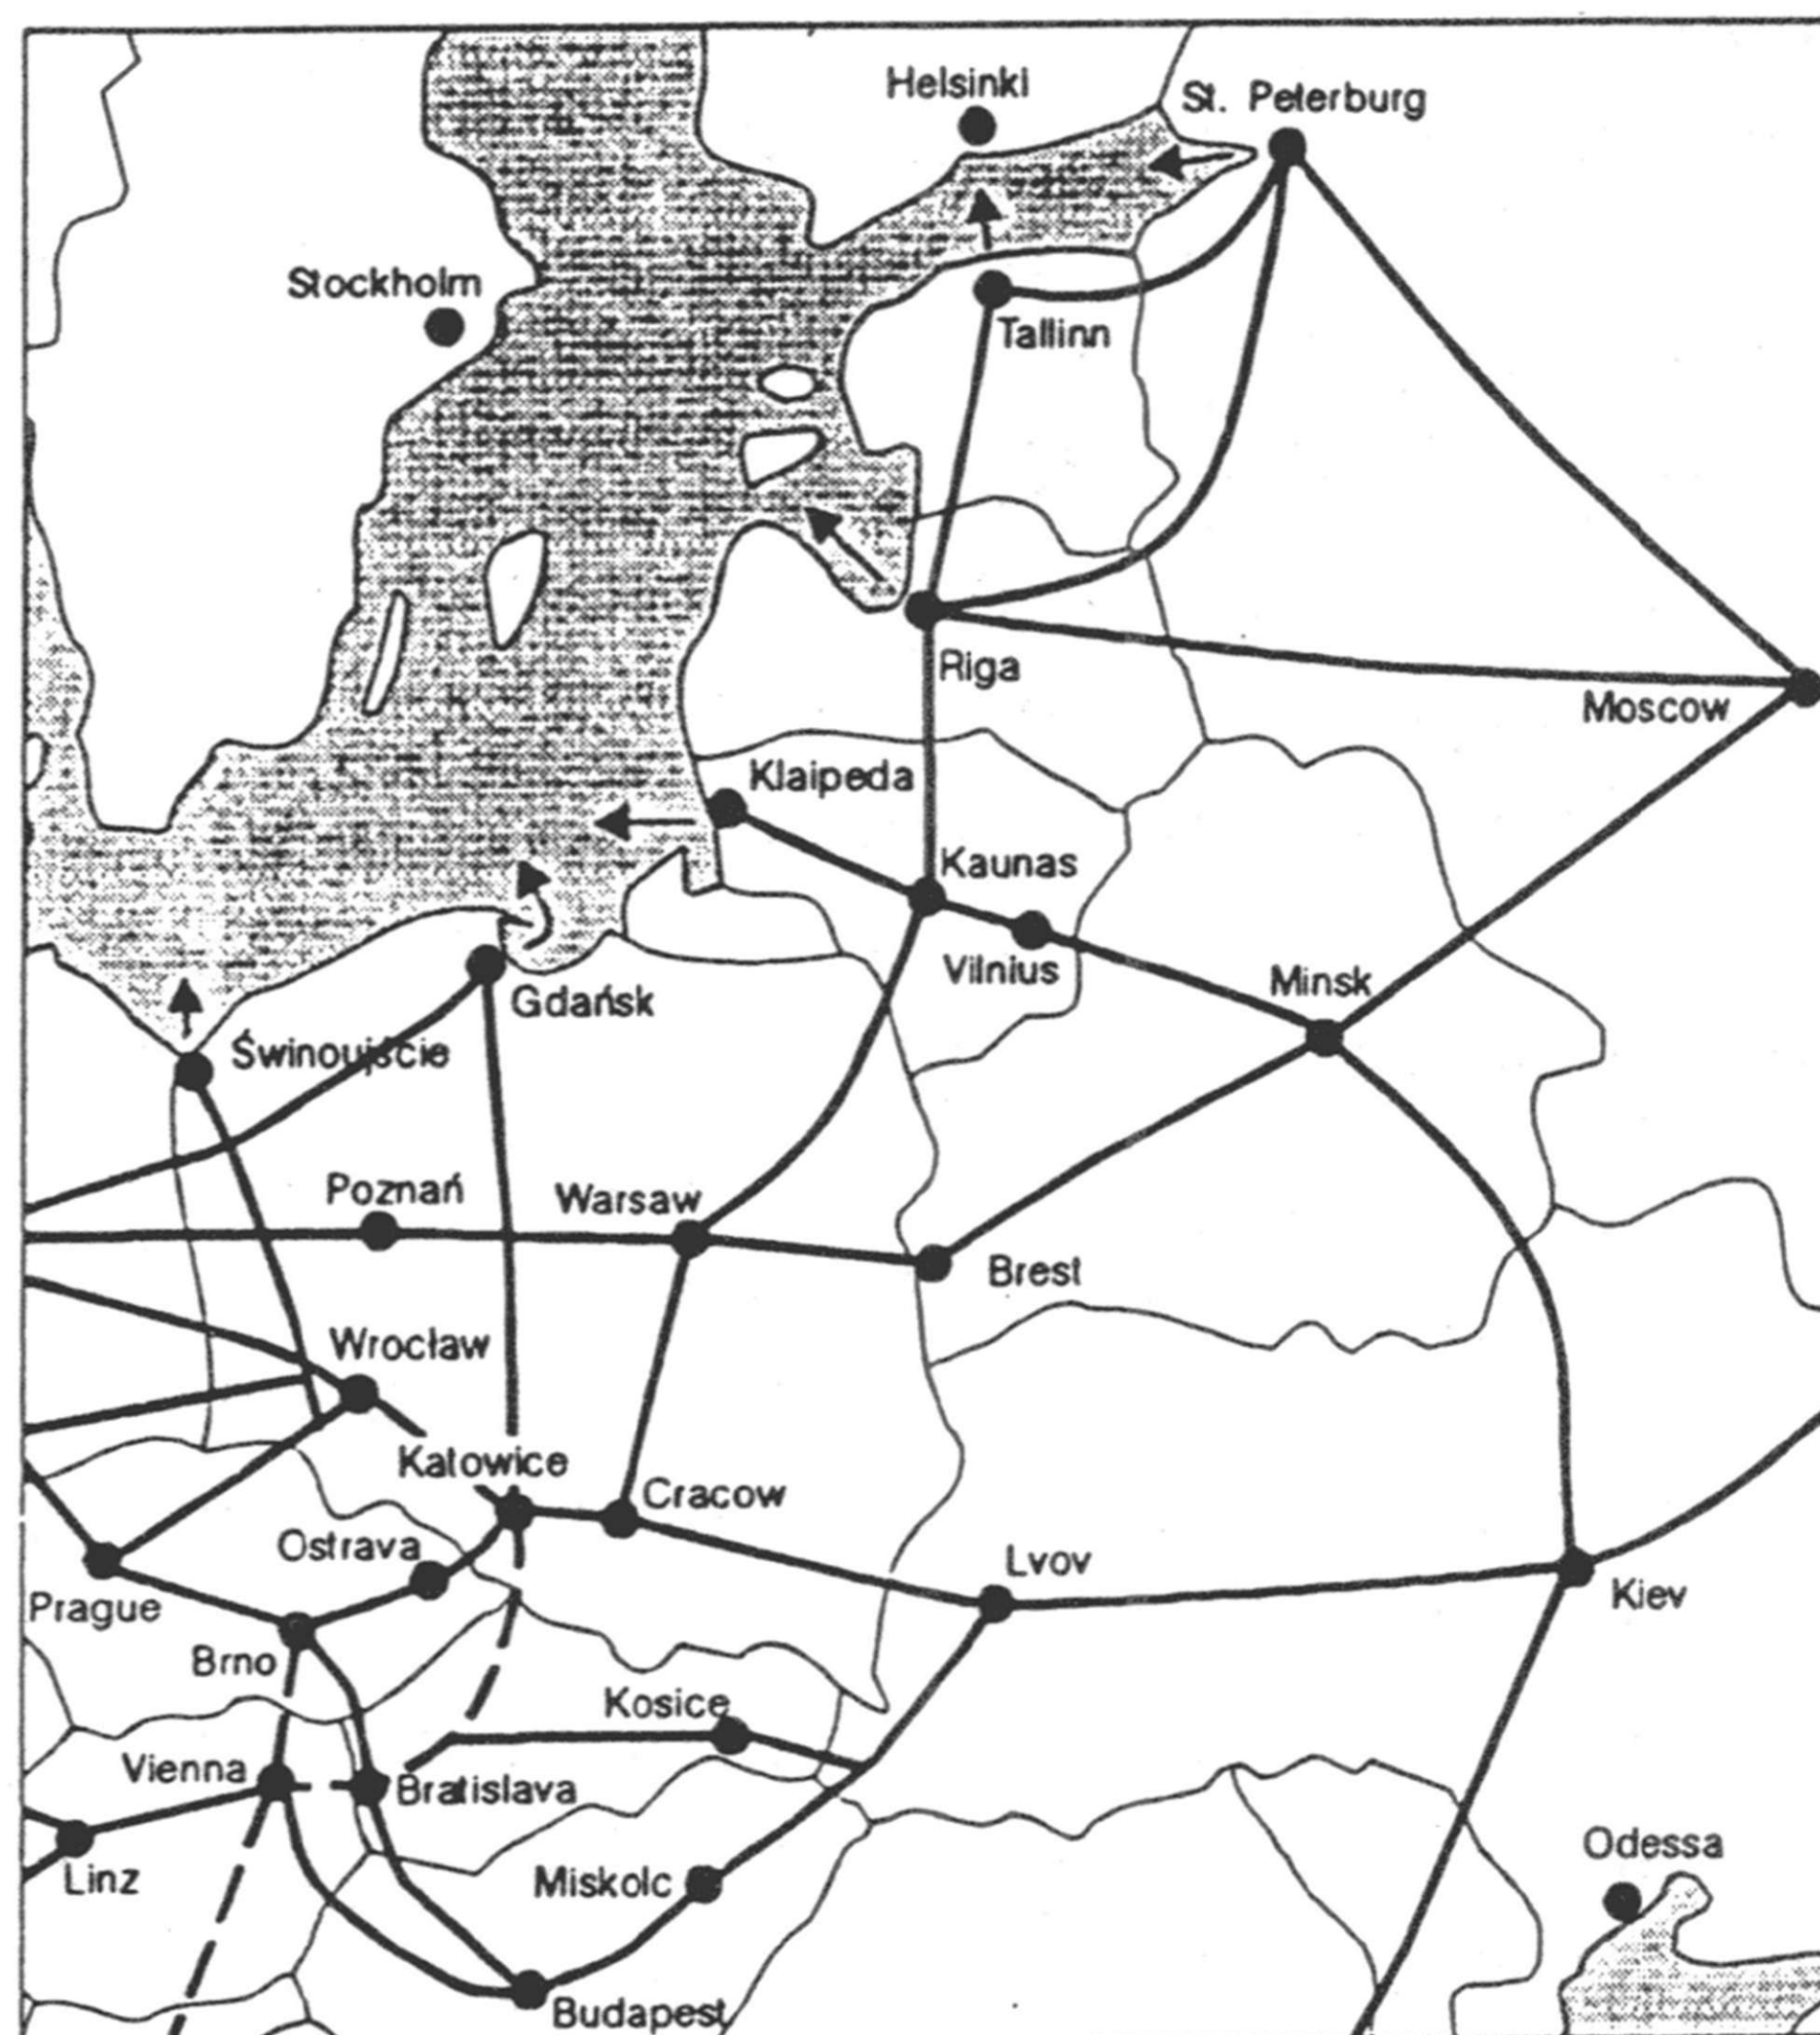 Helsinki
St. Peterburg
Stockholm
Tallinn
Riga
Moscow
Klaipeda
Kaunas
Vilnius
Minsk
Gdańsk
Świnoujście
Poznań
Warsaw
Brest
Wrocław
Katowice
Cracow
Ostrava
Lvov
Prague
Kiev
Brno
Kosice
Vienna
Bratislava
Odessa
Linz
Miskolc
Budapest